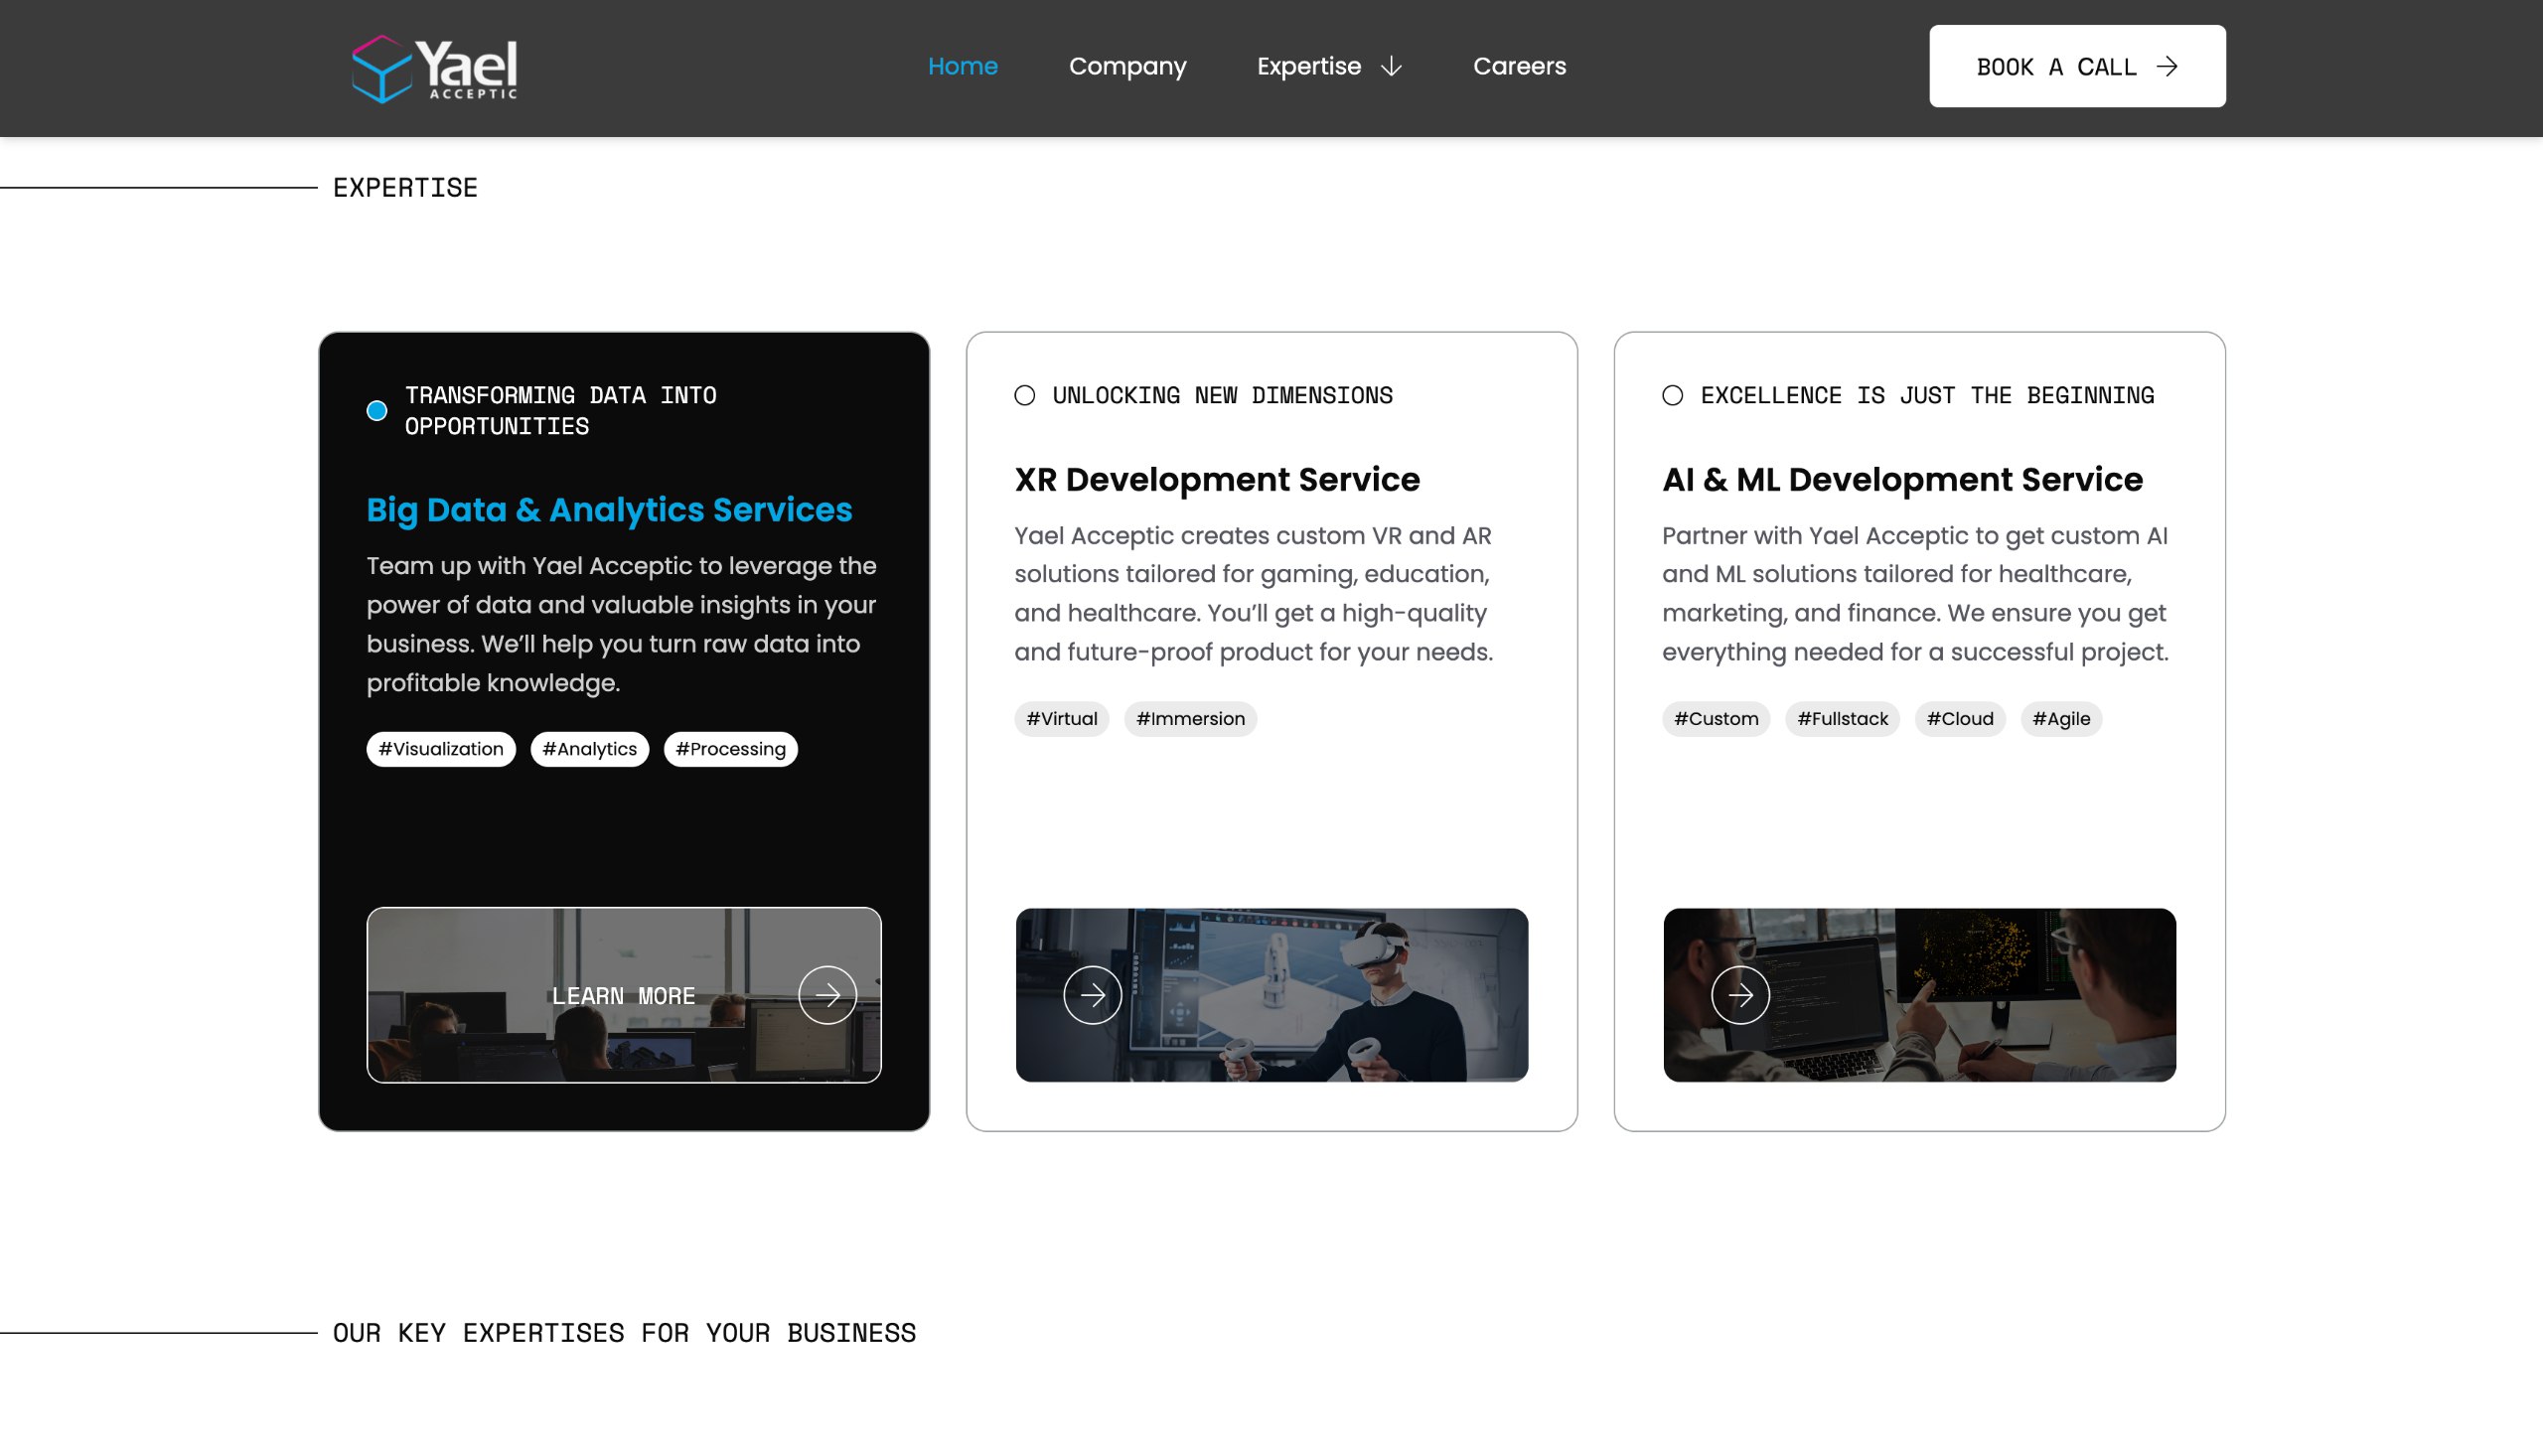 Yael
ACCEPTIC
Home
Company
Expertise
Careers
BOOK A CALL
EXPERTISE
TRANSFORMING DATA INTO
OPPORTUNITIES
Big Data & Analytics Services
Team up with Yael Acceptic to leverage the
power of data and valuable insights in your
business. We’ll help you turn raw data into
profitable knowledge.
#Visualization
#Analytics
#Processing
LEARN MORE
UNLOCKING NEW DIMENSIONS
XR Development Service
Yael Acceptic creates custom VR and AR
solutions tailored for gaming, education,
and healthcare. You’ll get a high-quality
and future-proof product for your needs.
#Virtual
#Immersion
EXCELLENCE IS JUST THE BEGINNING
AI & ML Development Service
Partner with Yael Acceptic to get custom AI
and ML solutions tailored for healthcare,
marketing, and finance. We ensure you get
everything needed for a successful project.
#Custom
#Fullstack
#Cloud
#Agile
OUR KEY EXPERTISES FOR YOUR BUSINESS